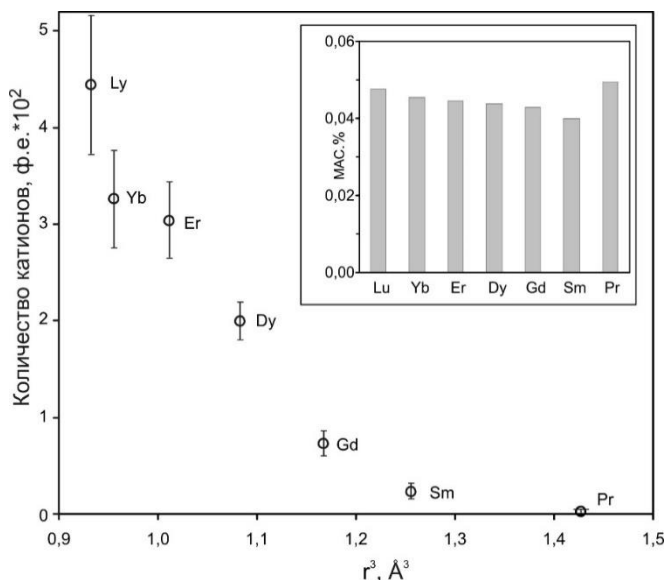 Количество катионов, ф.е.*10²
5
4
3
2
1
0
0,9
1,0
1,1
1,2
1,3
1,4
1,5
r³, Å³
Ly
Yb
Er
Dy
Gd
Sm
Pr
МАС.%
0,06
0,04
0,02
0,00
Lu Yb Er Dy Gd Sm Pr